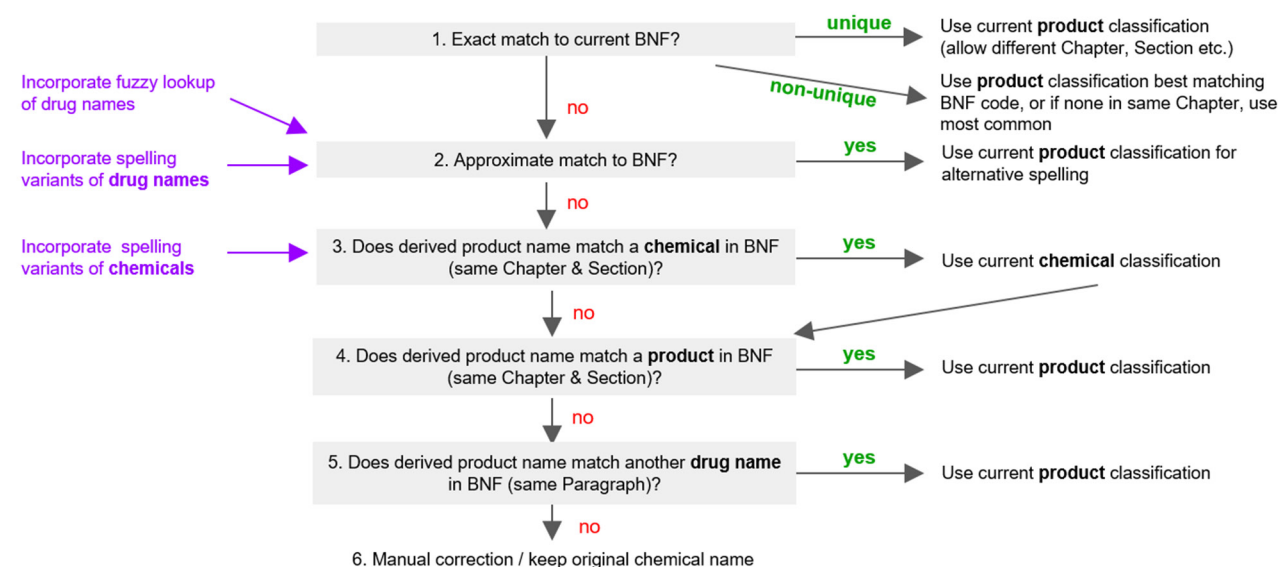 1. Exact match to current BNF?
unique
Use current product classification
(allow different Chapter, Section etc.)
non-unique
Use product classification best matching
BNF code, or if none in same Chapter, use
most common
no
Incorporate fuzzy lookup
of drug names
Incorporate spelling
variants of drug names
2. Approximate match to BNF?
yes
Use current product classification for
alternative spelling
no
Incorporate spelling
variants of chemicals
3. Does derived product name match a chemical in BNF
(same Chapter & Section)?
yes
Use current chemical classification
no
4. Does derived product name match a product in BNF
(same Chapter & Section)?
yes
Use current product classification
no
5. Does derived product name match another drug name
in BNF (same Paragraph)?
yes
Use current product classification
no
6. Manual correction / keep original chemical name